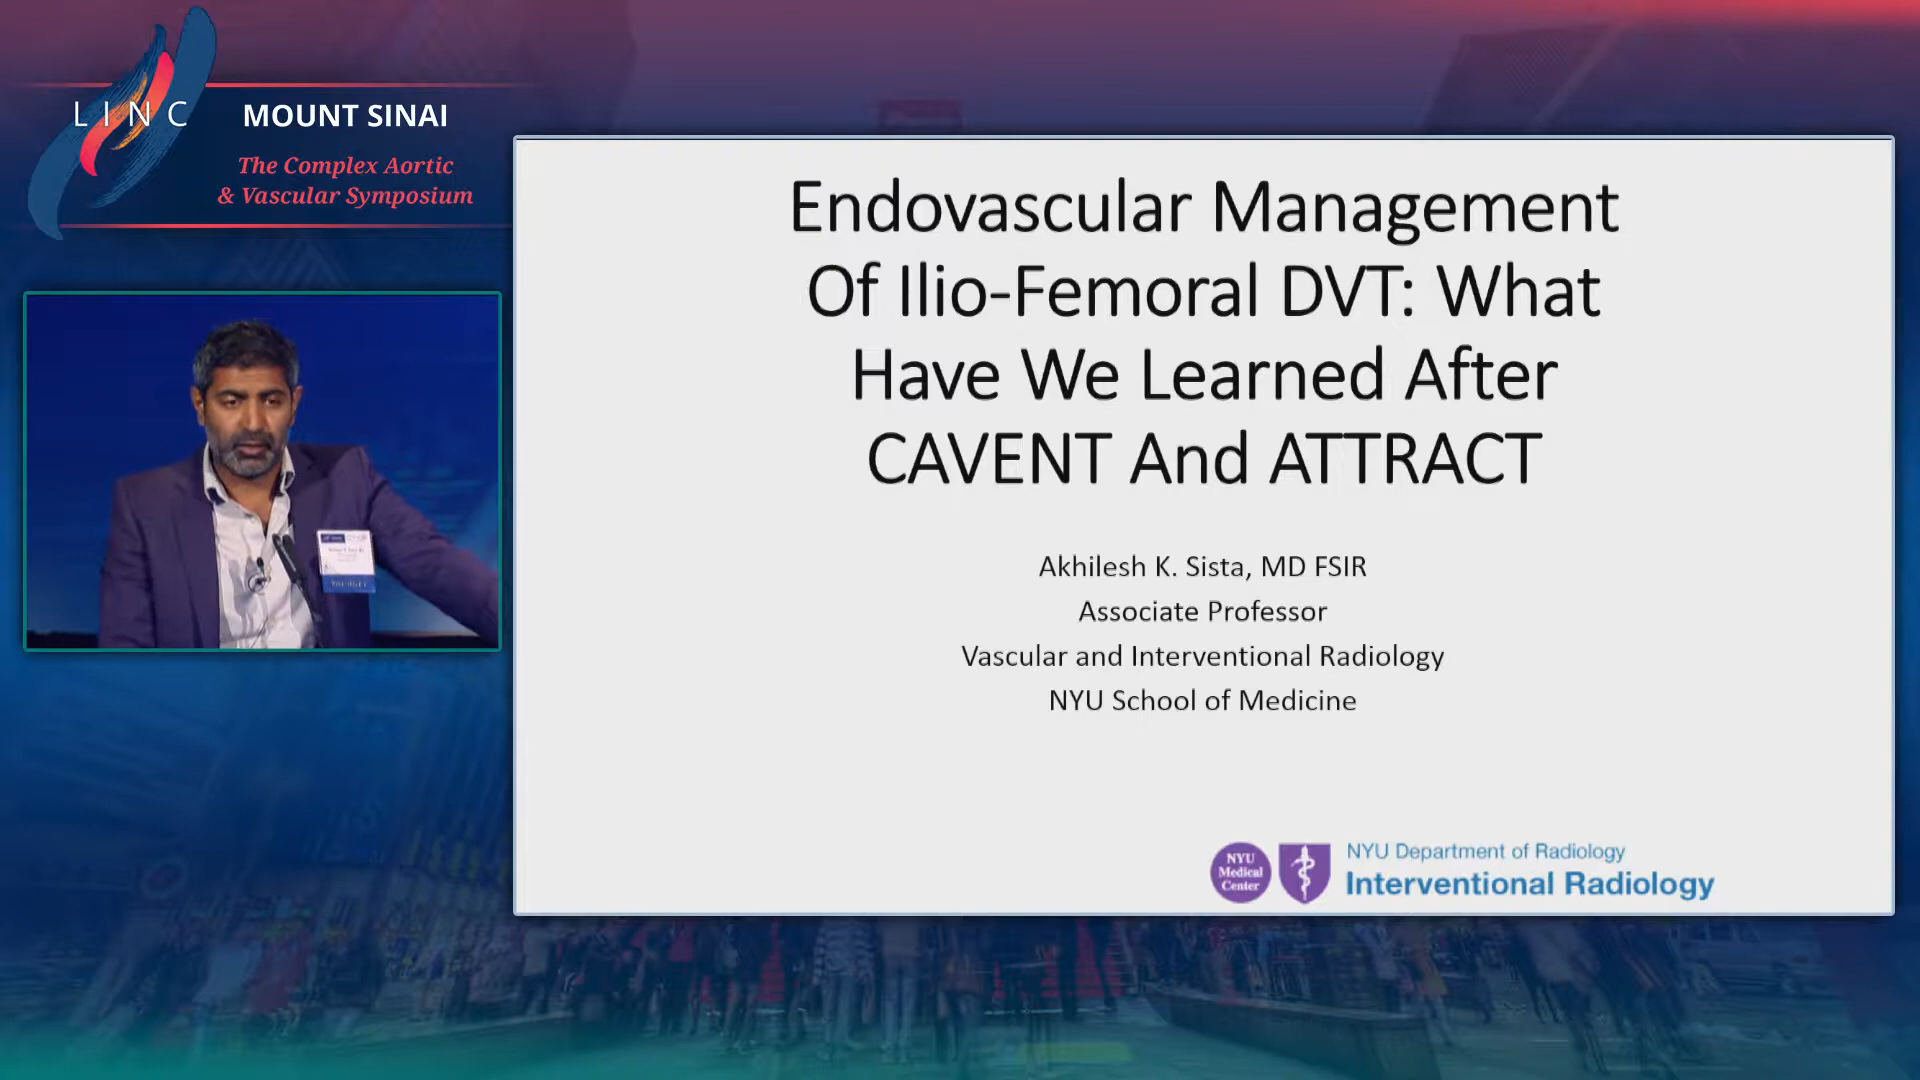 LINC
MOUNT SINAI
The Complex Aortic
& Vascular Symposium
Endovascular Management
Of Ilio-Femoral DVT: What
Have We Learned After
CAVENT And ATTRACT
Akhilesh K. Sista, MD FSIR
Associate Professor
Vascular and Interventional Radiology
NYU School of Medicine
NYU
Medical
Center
NYU Department of Radiology
Interventional Radiology